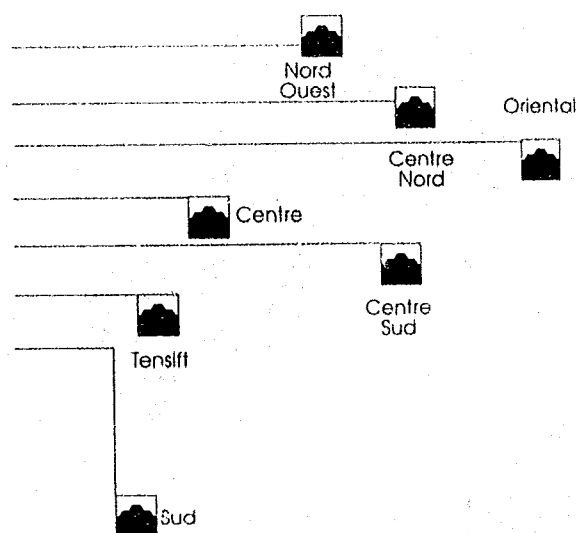 Nord
Ouest
Oriental
Centre
Nord
Centre
Centre
Sud
Tensift
Sud